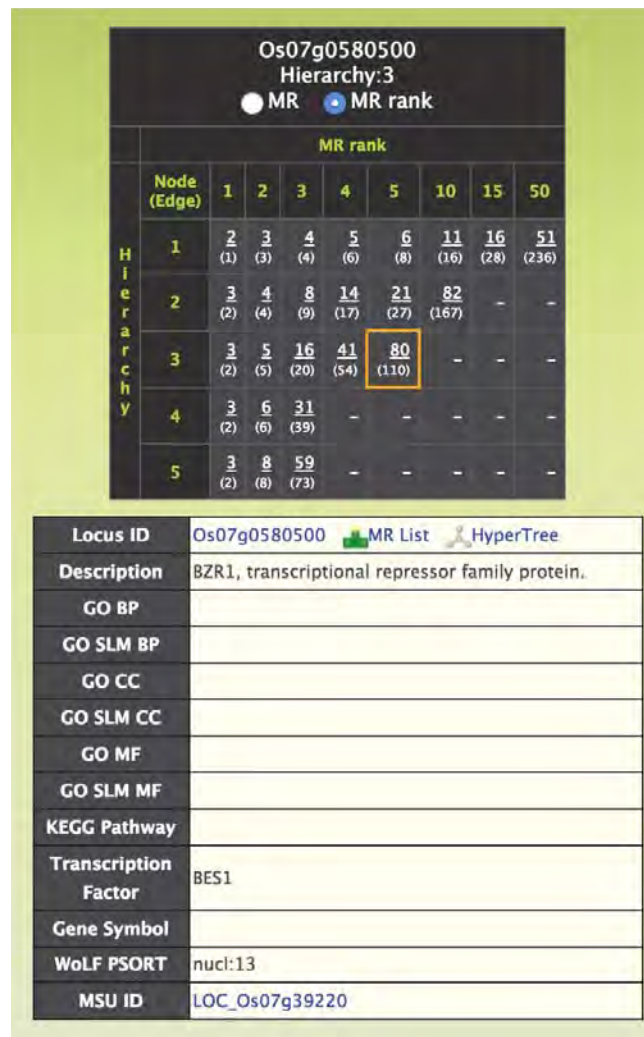 Os07g0580500
Hierarchy:3
MR MR rank
MR rank
Hierarchy
Node (Edge) 1 2 3 4 5 10 15 50
1 2 (1) 3 (3) 4 (4) 5 (6) 6 (8) 11 (16) 16 (28) 51 (236)
2 3 (2) 4 (4) 8 (9) 14 (17) 21 (27) 82 (167) - -
3 3 (2) 5 (5) 16 (20) 41 (54) 80 (110) - - -
4 3 (2) 6 (6) 31 (39) - - - - -
5 3 (2) 8 (8) 59 (73) - - - - -
Locus ID Os07g0580500 MR List HyperTree
Description BZR1, transcriptional repressor family protein.
GO BP
GO SLM BP
GO CC
GO SLM CC
GO MF
GO SLM MF
KEGG Pathway
Transcription Factor BES1
Gene Symbol
WoLF PSORT nucl:13
MSU ID LOC_Os07g39220